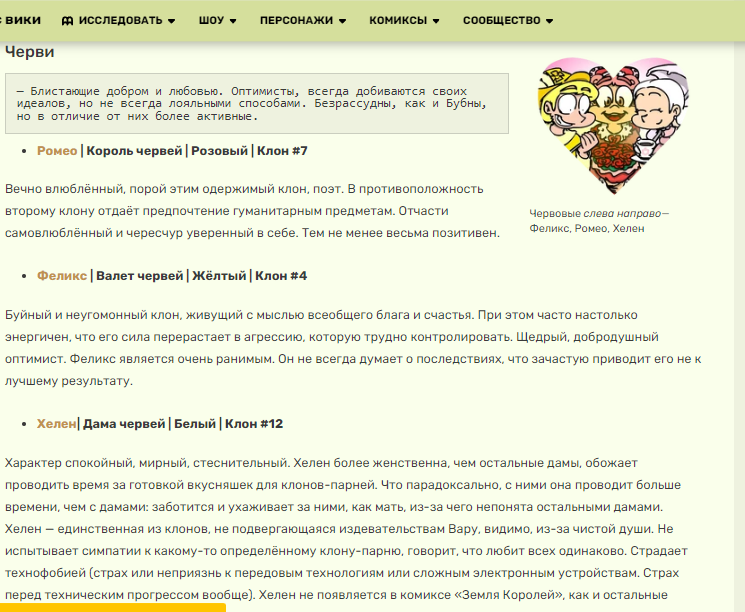 ВИКИ ИССЛЕДОВАТЬ ШОУ ПЕРСОНАЖИ КОМИКСЫ СООБЩЕСТВО
Черви
— Блистающие добром и любовью. Оптимисты, всегда добиваются своих
идеалов, но не всегда лояльными способами. Безрассудны, как и Бубны,
но в отличие от них более активные.
Червовые слева направо—
Феликс, Ромео, Хелен
• Ромео | Король червей | Розовый | Клон #7
Вечно влюблённый, порой этим одержимый клон, поэт. В противоположность
второму клону отдаёт предпочтение гуманитарным предметам. Отчасти
самовлюблённый и чересчур уверенный в себе. Тем не менее весьма позитивен.
• Феликс | Валет червей | Жёлтый | Клон #4
Буйный и неугомонный клон, живущий с мыслью всеобщего блага и счастья. При этом часто настолько
энергичен, что его сила перерастает в агрессию, которую трудно контролировать. Щедрый, добродушный
оптимист. Феликс является очень ранимым. Он не всегда думает о последствиях, что зачастую приводит его не к
лучшему результату.
• Хелен| Дама червей | Белый | Клон #12
Характер спокойный, мирный, стеснительный. Хелен более женственна, чем остальные дамы, обожает
проводить время за готовкой вкусняшек для клонов-парней. Что парадоксально, с ними она проводит больше
времени, чем с дамами: заботится и ухаживает за ними, как мать, из-за чего непонята остальными дамами.
Хелен — единственная из клонов, не подвергающаяся издевательствам Вару, видимо, из-за чистой души. Не
испытывает симпатии к какому-то определённому клону-парню, говорит, что любит всех одинаково. Страдает
технофобией (страх или неприязнь к передовым технологиям или сложным электронным устройствам. Страх
перед техническим прогрессом вообще). Хелен не появляется в комиксе «Земля Королей», как и остальные